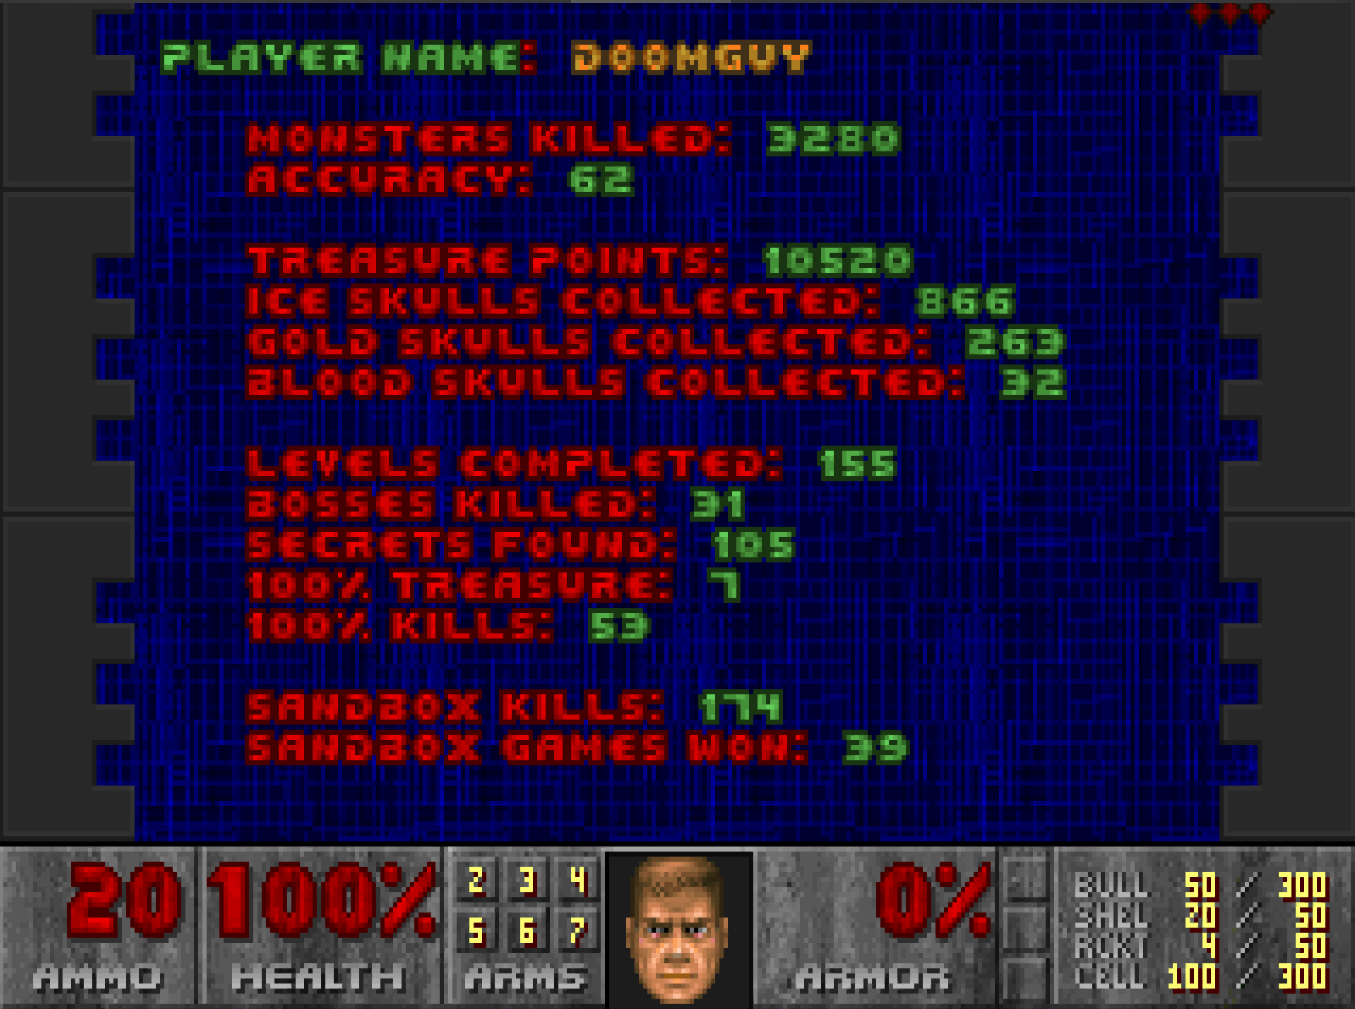 PLAYER NAME: DOOMGUY
MONSTERS KILLED: 3280
ACCURACY: 62
TREASURE POINTS: 10520
ICE SKULLS COLLECTED: 866
GOLD SKULLS COLLECTED: 263
BLOOD SKULLS COLLECTED: 32
LEVELS COMPLETED: 155
BOSSES KILLED: 31
SECRETS FOUND: 105
100% TREASURE: 7
100% KILLS: 53
SANDBOX KILLS: 174
SANDBOX GAMES WON: 39
20 100% 2 3 4 0%
5 6 7
AMMO HEALTH ARMS ARMOR
BULL 50 / 300
SHEL 20 / 50
RCKT 4 / 50
CELL 100 / 300